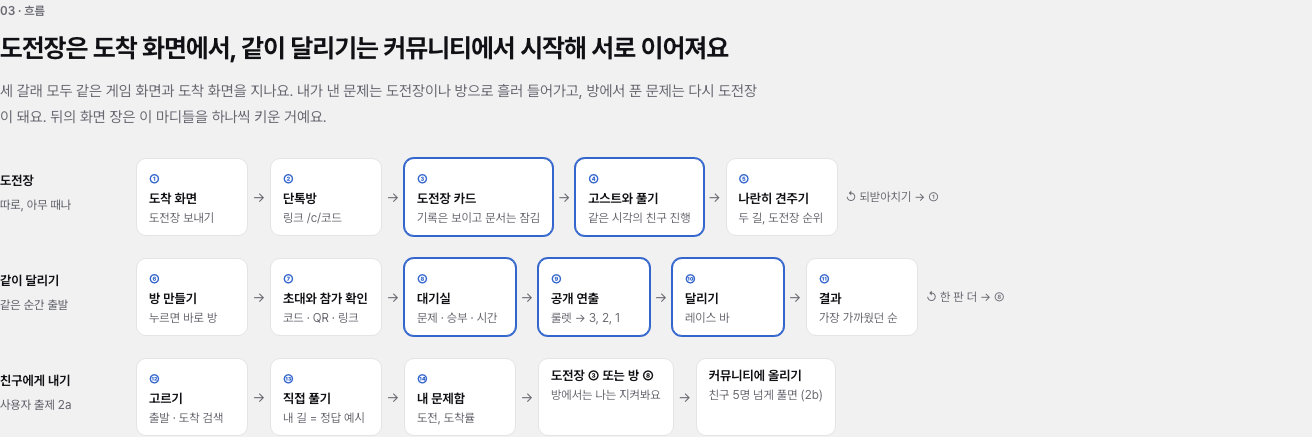 03 · 흐름
도전장은 도착 화면에서, 같이 달리기는 커뮤니티에서 시작해 서로 이어져요
세 갈래 모두 같은 게임 화면과 도착 화면을 지나요. 내가 낸 문제는 도전장이나 방으로 흘러 들어가고, 방에서 푼 문제는 다시 도전장
이 돼요. 뒤의 화면 장은 이 마디들을 하나씩 키운 거예요.
도전장
따로, 아무 때나
①
도착 화면
도전장 보내기
→
②
단톡방
링크 /c/코드
→
③
도전장 카드
기록은 보이고 문서는 잠김
→
④
고스트와 풀기
같은 시각의 친구 진행
→
⑤
나란히 견주기
두 길, 도전장 순위
↺ 되받아치기 → ①
같이 달리기
같은 순간 출발
⑥
방 만들기
누르면 바로 방
→
⑦
초대와 참가 확인
코드 · QR · 링크
→
⑧
대기실
문제 · 승부 · 시간
→
⑨
공개 연출
룰렛 → 3, 2, 1
→
⑩
달리기
레이스 바
→
⑪
결과
가장 가까웠던 순
↺ 한 판 더 → ⑧
친구에게 내기
사용자 출제 2a
⑫
고르기
출발 · 도착 검색
→
⑬
직접 풀기
내 길 = 정답 예시
→
⑭
내 문제함
도전, 도착률
→
도전장 ③ 또는 방 ⑧
방에서는 나는 지켜봐요
→
커뮤니티에 올리기
친구 5명 넘게 풀면 (2b)